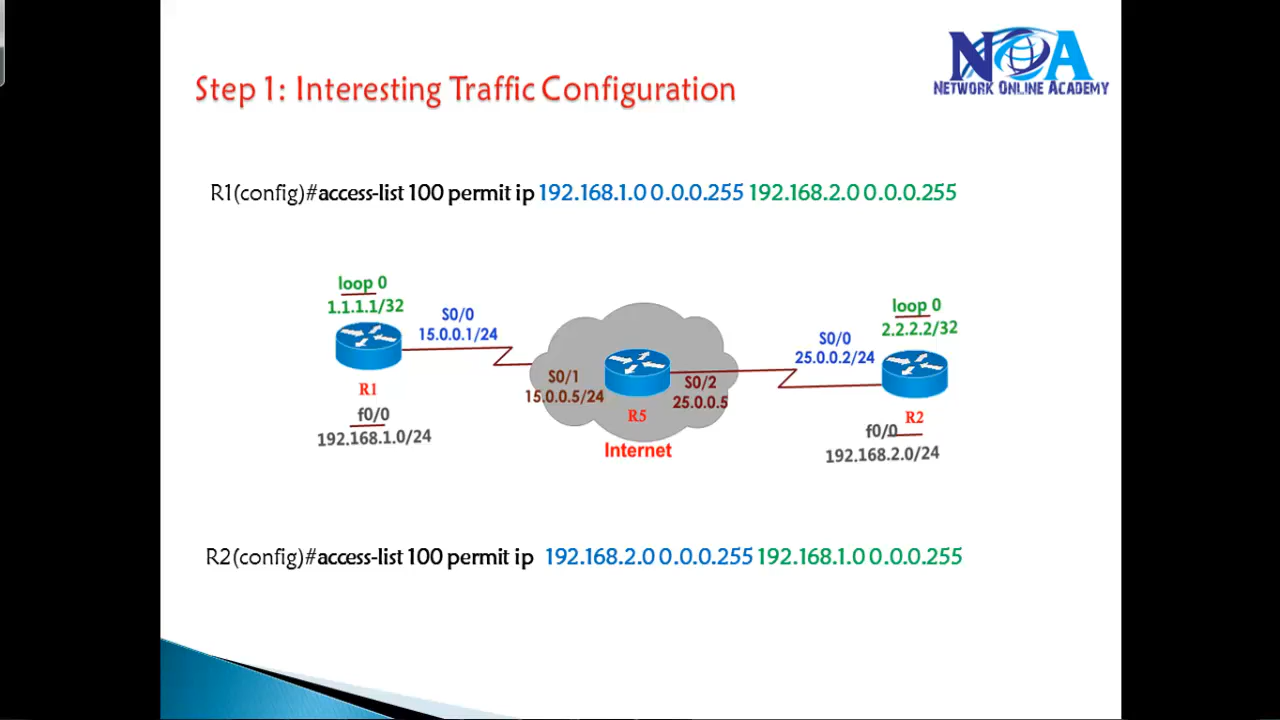 NOA
NETWORK ONLINE ACADEMY
Step 1: Interesting Traffic Configuration
R1(config)#access-list 100 permit ip 192.168.1.0 0.0.0.255 192.168.2.0 0.0.0.255
loop 0
1.1.1.1/32
S0/0
15.0.0.1/24
R1
f0/0
192.168.1.0/24
S0/1
15.0.0.5/24
R5
S0/2
25.0.0.5
Internet
S0/0
25.0.0.2/24
loop 0
2.2.2.2/32
R2
f0/0
192.168.2.0/24
R2(config)#access-list 100 permit ip 192.168.2.0 0.0.0.255 192.168.1.0 0.0.0.255